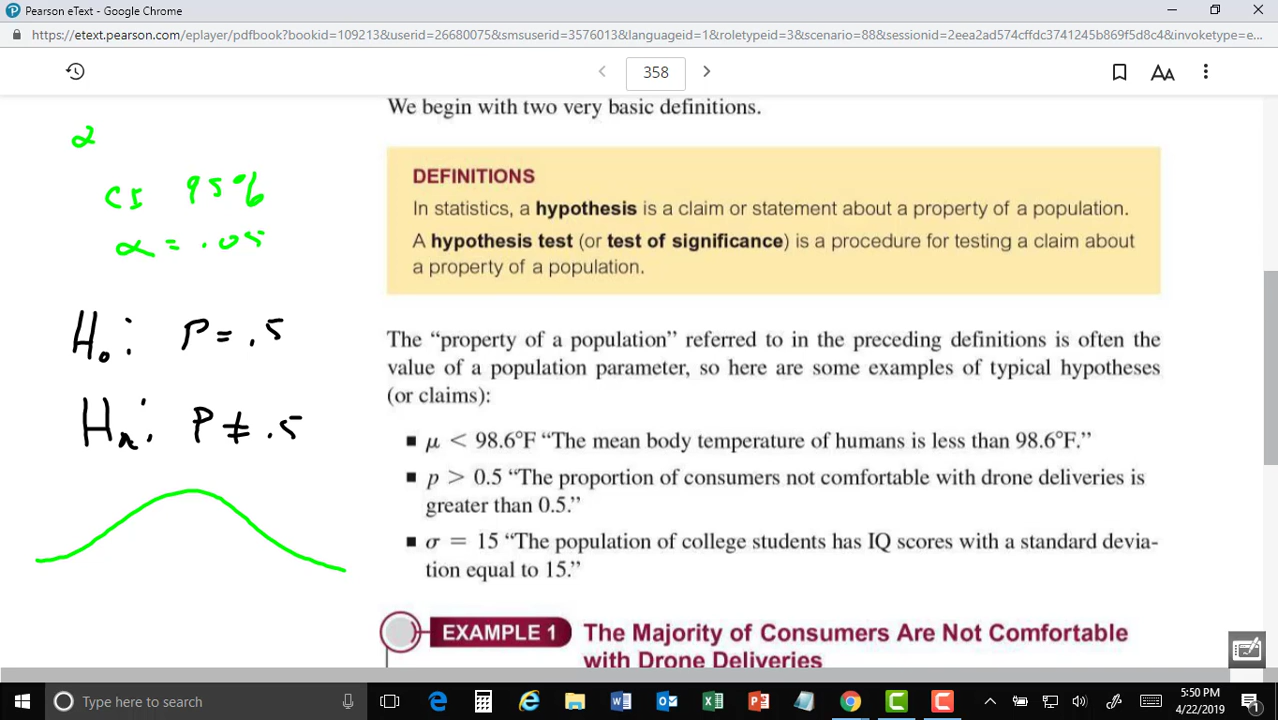 Pearson eText - Google Chrome
https://etext.pearson.com/eplayer/pdfbook?bookid=109213&userid=26680075&smsuserid=35760138&languageid=1&roletypeid=3&scenario=88&sessionid=2eea2ad574cffdc3741245b869f5d8c4&invoketype=e...
358
AA
We begin with two very basic definitions.
DEFINITIONS
In statistics, a hypothesis is a claim or statement about a property of a population.
A hypothesis test (or test of significance) is a procedure for testing a claim about
a property of a population.
The “property of a population” referred to in the preceding definitions is often the
value of a population parameter, so here are some examples of typical hypotheses
(or claims):
■ μ < 98.6°F “The mean body temperature of humans is less than 98.6°F.”
■ p > 0.5 “The proportion of consumers not comfortable with drone deliveries is
greater than 0.5.”
■ σ = 15 “The population of college students has IQ scores with a standard devia-
tion equal to 15.”
EXAMPLE 1 The Majority of Consumers Are Not Comfortable
with Drone Deliveries
α
CI 95%
α = .05
H₀: P = .5
P ≠ .5
Type here to search
5:50 PM
4/22/2019